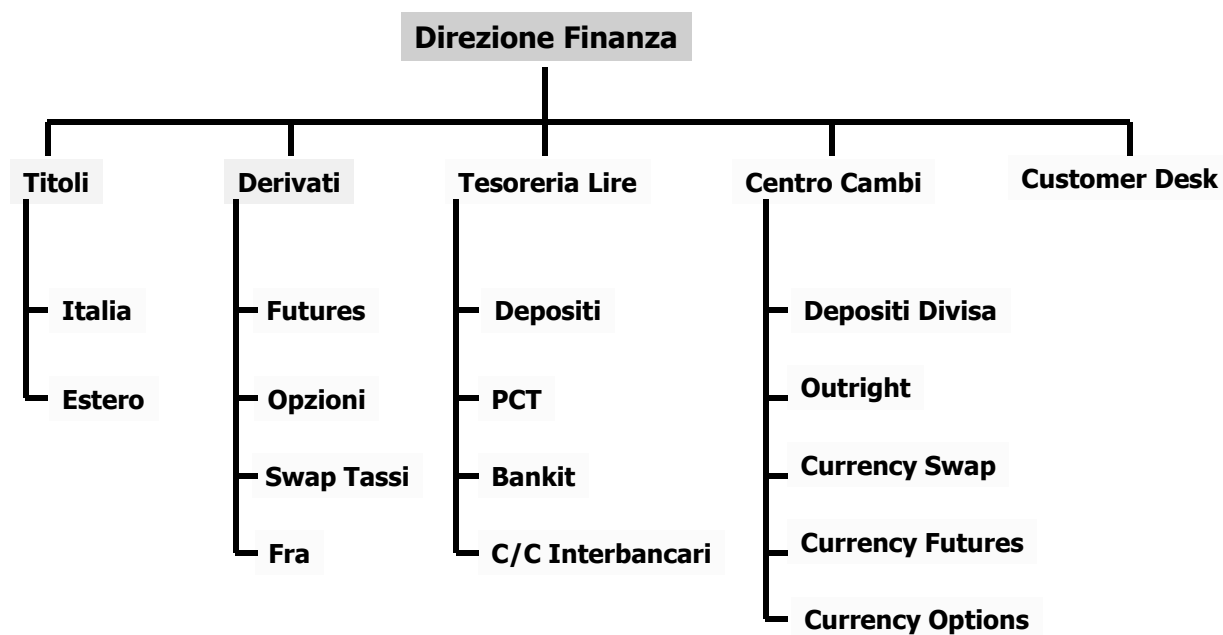 Direzione Finanza
Titoli
Derivati
Tesoreria Lire
Centro Cambi
Customer Desk
Italia
Futures
Depositi
Depositi Divisa
Estero
Opzioni
PCT
Outright
Swap Tassi
Bankit
Currency Swap
Fra
C/C Interbancari
Currency Futures
Currency Options